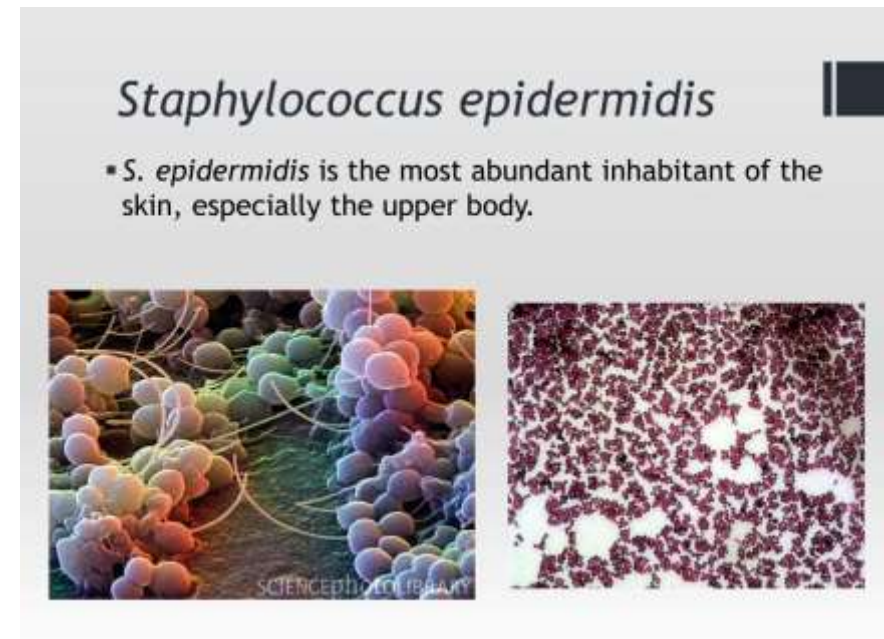 Staphylococcus epidermidis
▪S. epidermidis is the most abundant inhabitant of the
skin, especially the upper body.
SCIENCEPHOTOLIBRARY